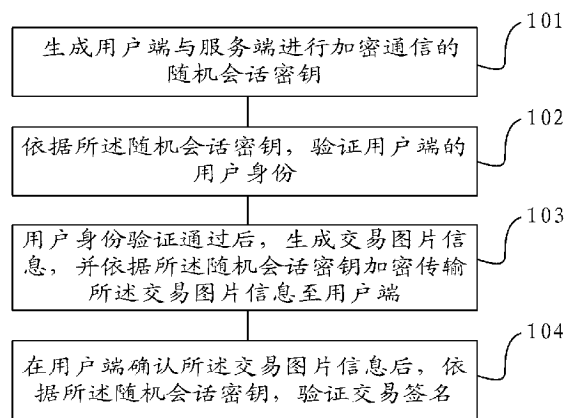 101
生成用户端与服务端进行加密通信的
随机会话密钥
102
依据所述随机会话密钥，验证用户端的
用户身份
103
用户身份验证通过后，生成交易图片信
息，并依据所述随机会话密钥加密传输
所述交易图片信息至用户端
104
在用户端确认所述交易图片信息后，依
据所述随机会话密钥，验证交易签名